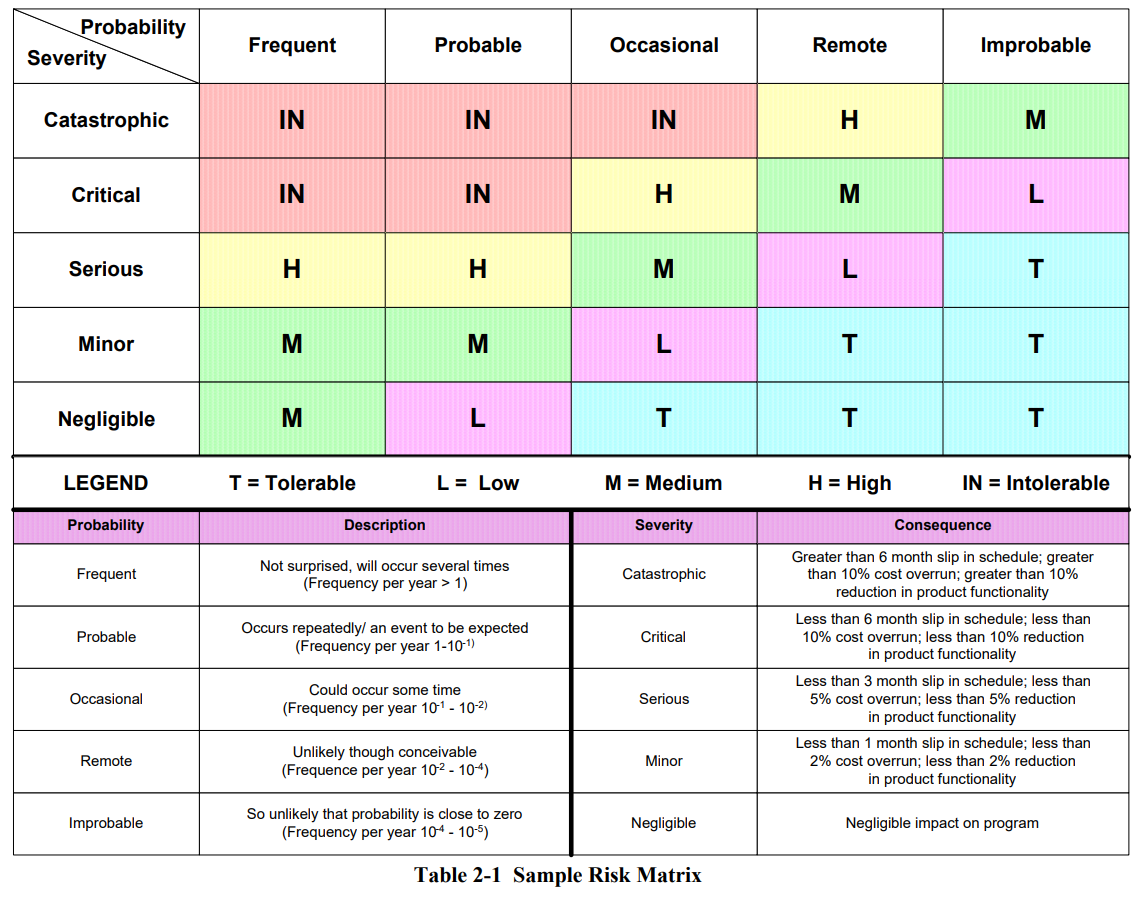 Probability
Severity
Frequent Probable Occasional Remote Improbable
Catastrophic IN IN IN H M
Critical IN IN H M L
Serious H H M L T
Minor M M L T T
Negligible M L T T T
LEGEND T = Tolerable L = Low M = Medium H = High IN = Intolerable
Probability Description Severity Consequence
Frequent
Not surprised, will occur several times
(Frequency per year > 1)
Catastrophic
Greater than 6 month slip in schedule; greater
than 10% cost overrun; greater than 10%
reduction in product functionality
Probable
Occurs repeatedly/ an event to be expected
(Frequency per year 1-10⁻¹⁾
Critical
Less than 6 month slip in schedule; less than
10% cost overrun; less than 10% reduction
in product functionality
Occasional
Could occur some time
(Frequency per year 10⁻¹ - 10⁻²⁾
Serious
Less than 3 month slip in schedule; less than
5% cost overrun; less than 5% reduction
in product functionality
Remote
Unlikely though conceivable
(Frequence per year 10⁻² - 10⁻⁴)
Minor
Less than 1 month slip in schedule; less than
2% cost overrun; less than 2% reduction
in product functionality
Improbable
So unlikely that probability is close to zero
(Frequency per year 10⁻⁴ - 10⁻⁵)
Negligible
Negligible impact on program
Table 2-1 Sample Risk Matrix